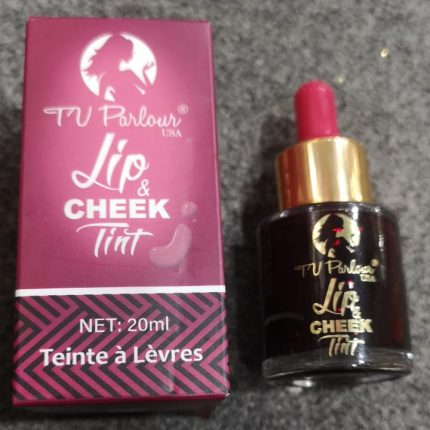 TV Parlour®
USA
Lip
&
CHEEK
Tint
NET: 20ml
Teinte à Lèvres
TV Parlour
USA
Lip
&
CHEEK
Tint